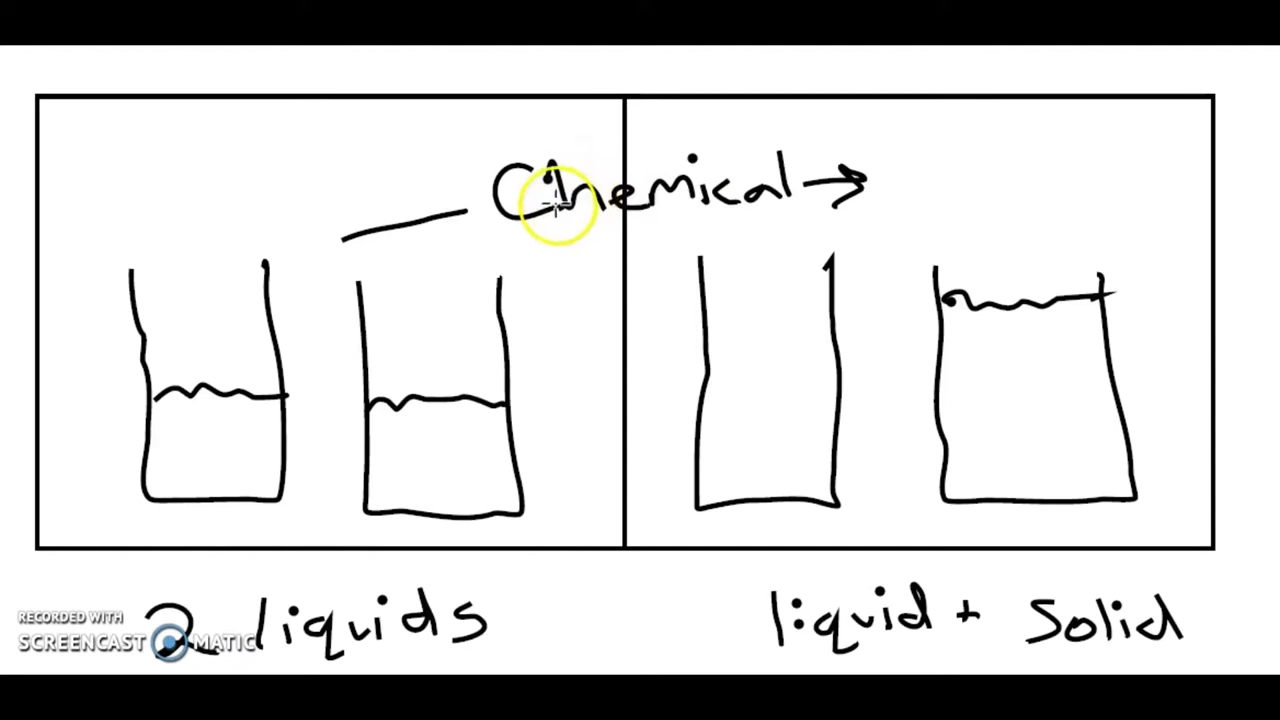 Chemical →
2 liquids
liquid + Solid
RECORDED WITH
SCREENCAST MATIC